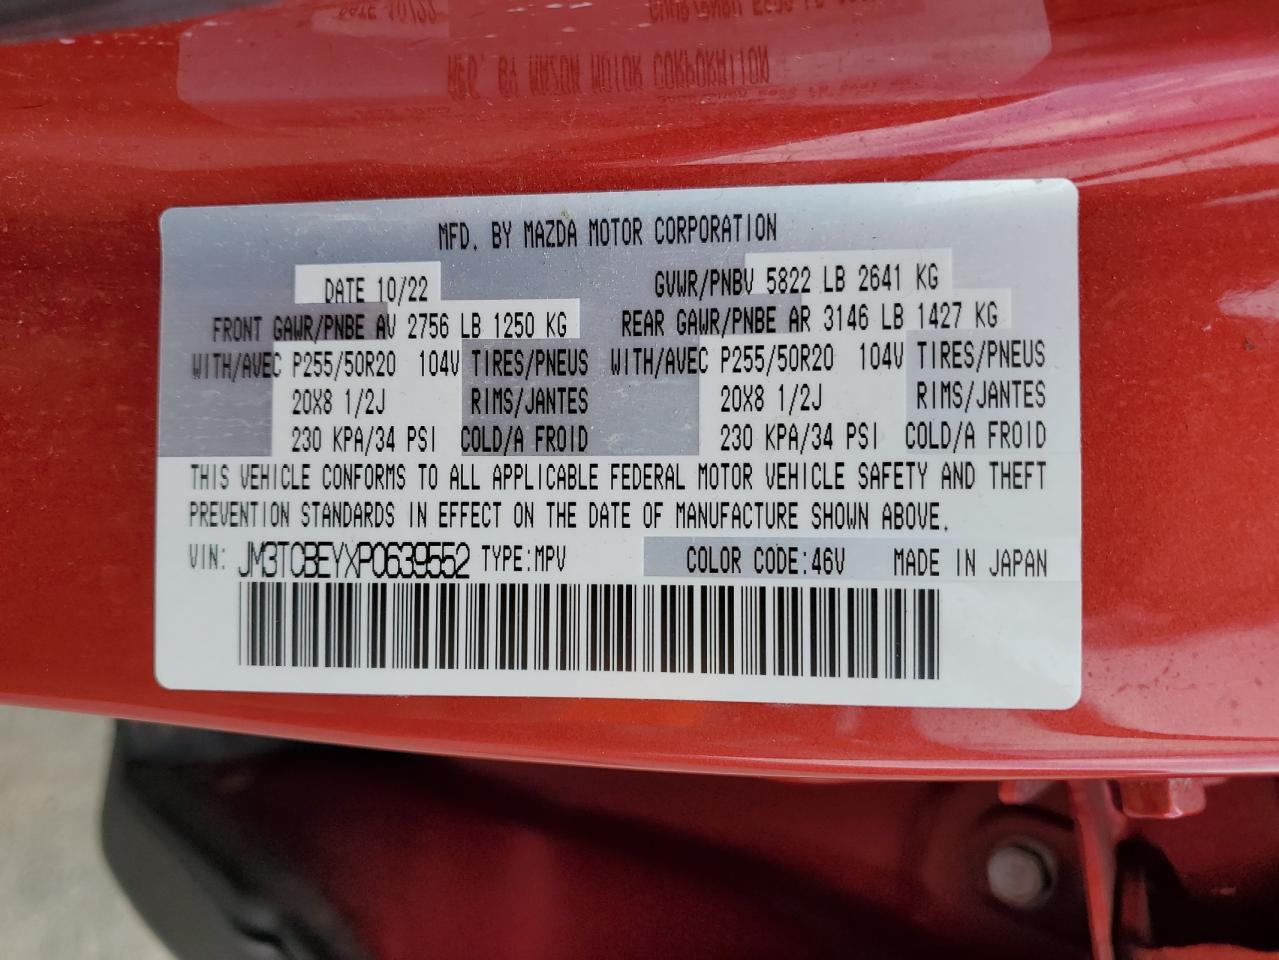 MFD. BY MAZDA MOTOR CORPORATION
DATE 10/22 GVWR/PNBV 5822 LB 2641 KG
FRONT GAWR/PNBE AV 2756 LB 1250 KG REAR GAWR/PNBE AR 3146 LB 1427 KG
WITH/AVEC P255/50R20 104V TIRES/PNEUS WITH/AVEC P255/50R20 104V TIRES/PNEUS
20X8 1/2J RIMS/JANTES 20X8 1/2J RIMS/JANTES
230 KPA/34 PSI COLD/A FROID 230 KPA/34 PSI COLD/A FROID
THIS VEHICLE CONFORMS TO ALL APPLICABLE FEDERAL MOTOR VEHICLE SAFETY AND THEFT
PREVENTION STANDARDS IN EFFECT ON THE DATE OF MANUFACTURE SHOWN ABOVE.
VIN: JM3TCBEYXP0639552 TYPE:MPV COLOR CODE:46V MADE IN JAPAN